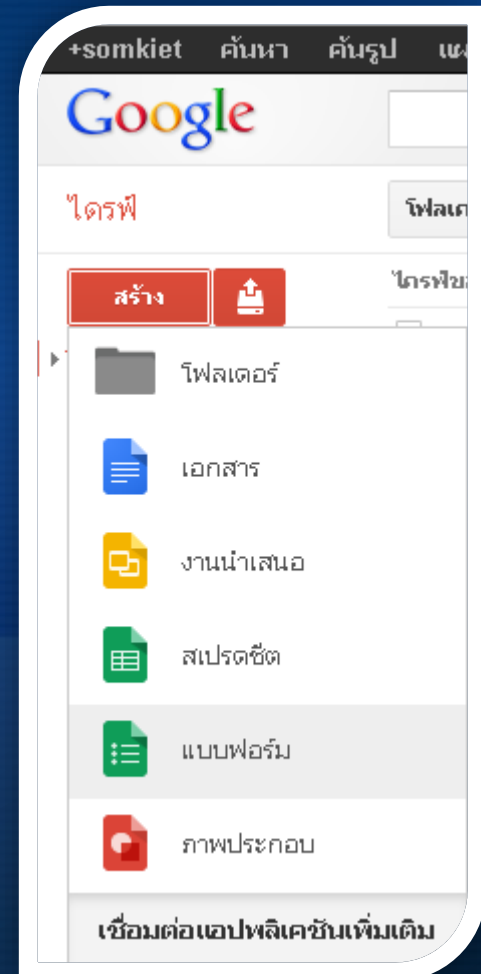 +somkiet ค้นหา ค้นรูป
Google
ไดรฟ์
สร้าง
โฟลเดอร์
เอกสาร
งานนำเสนอ
สเปรดชีต
แบบฟอร์ม
ภาพประกอบ
เชื่อมต่อแอปพลิเคชันเพิ่มเติม